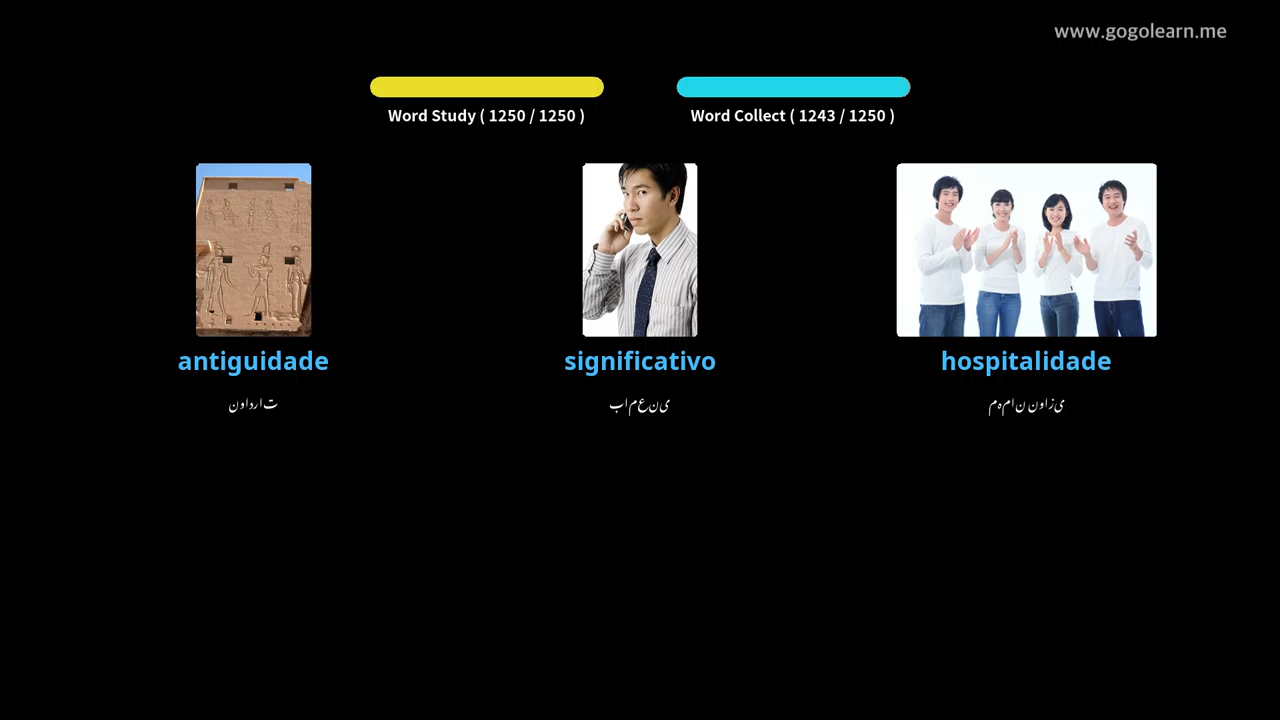 www.gogolearn.me
Word Study ( 1250 / 1250 )
Word Collect ( 1243 / 1250 )
antiguidade
نوادرات
significativo
بامعنی
hospitalidade
مہمان نوازی